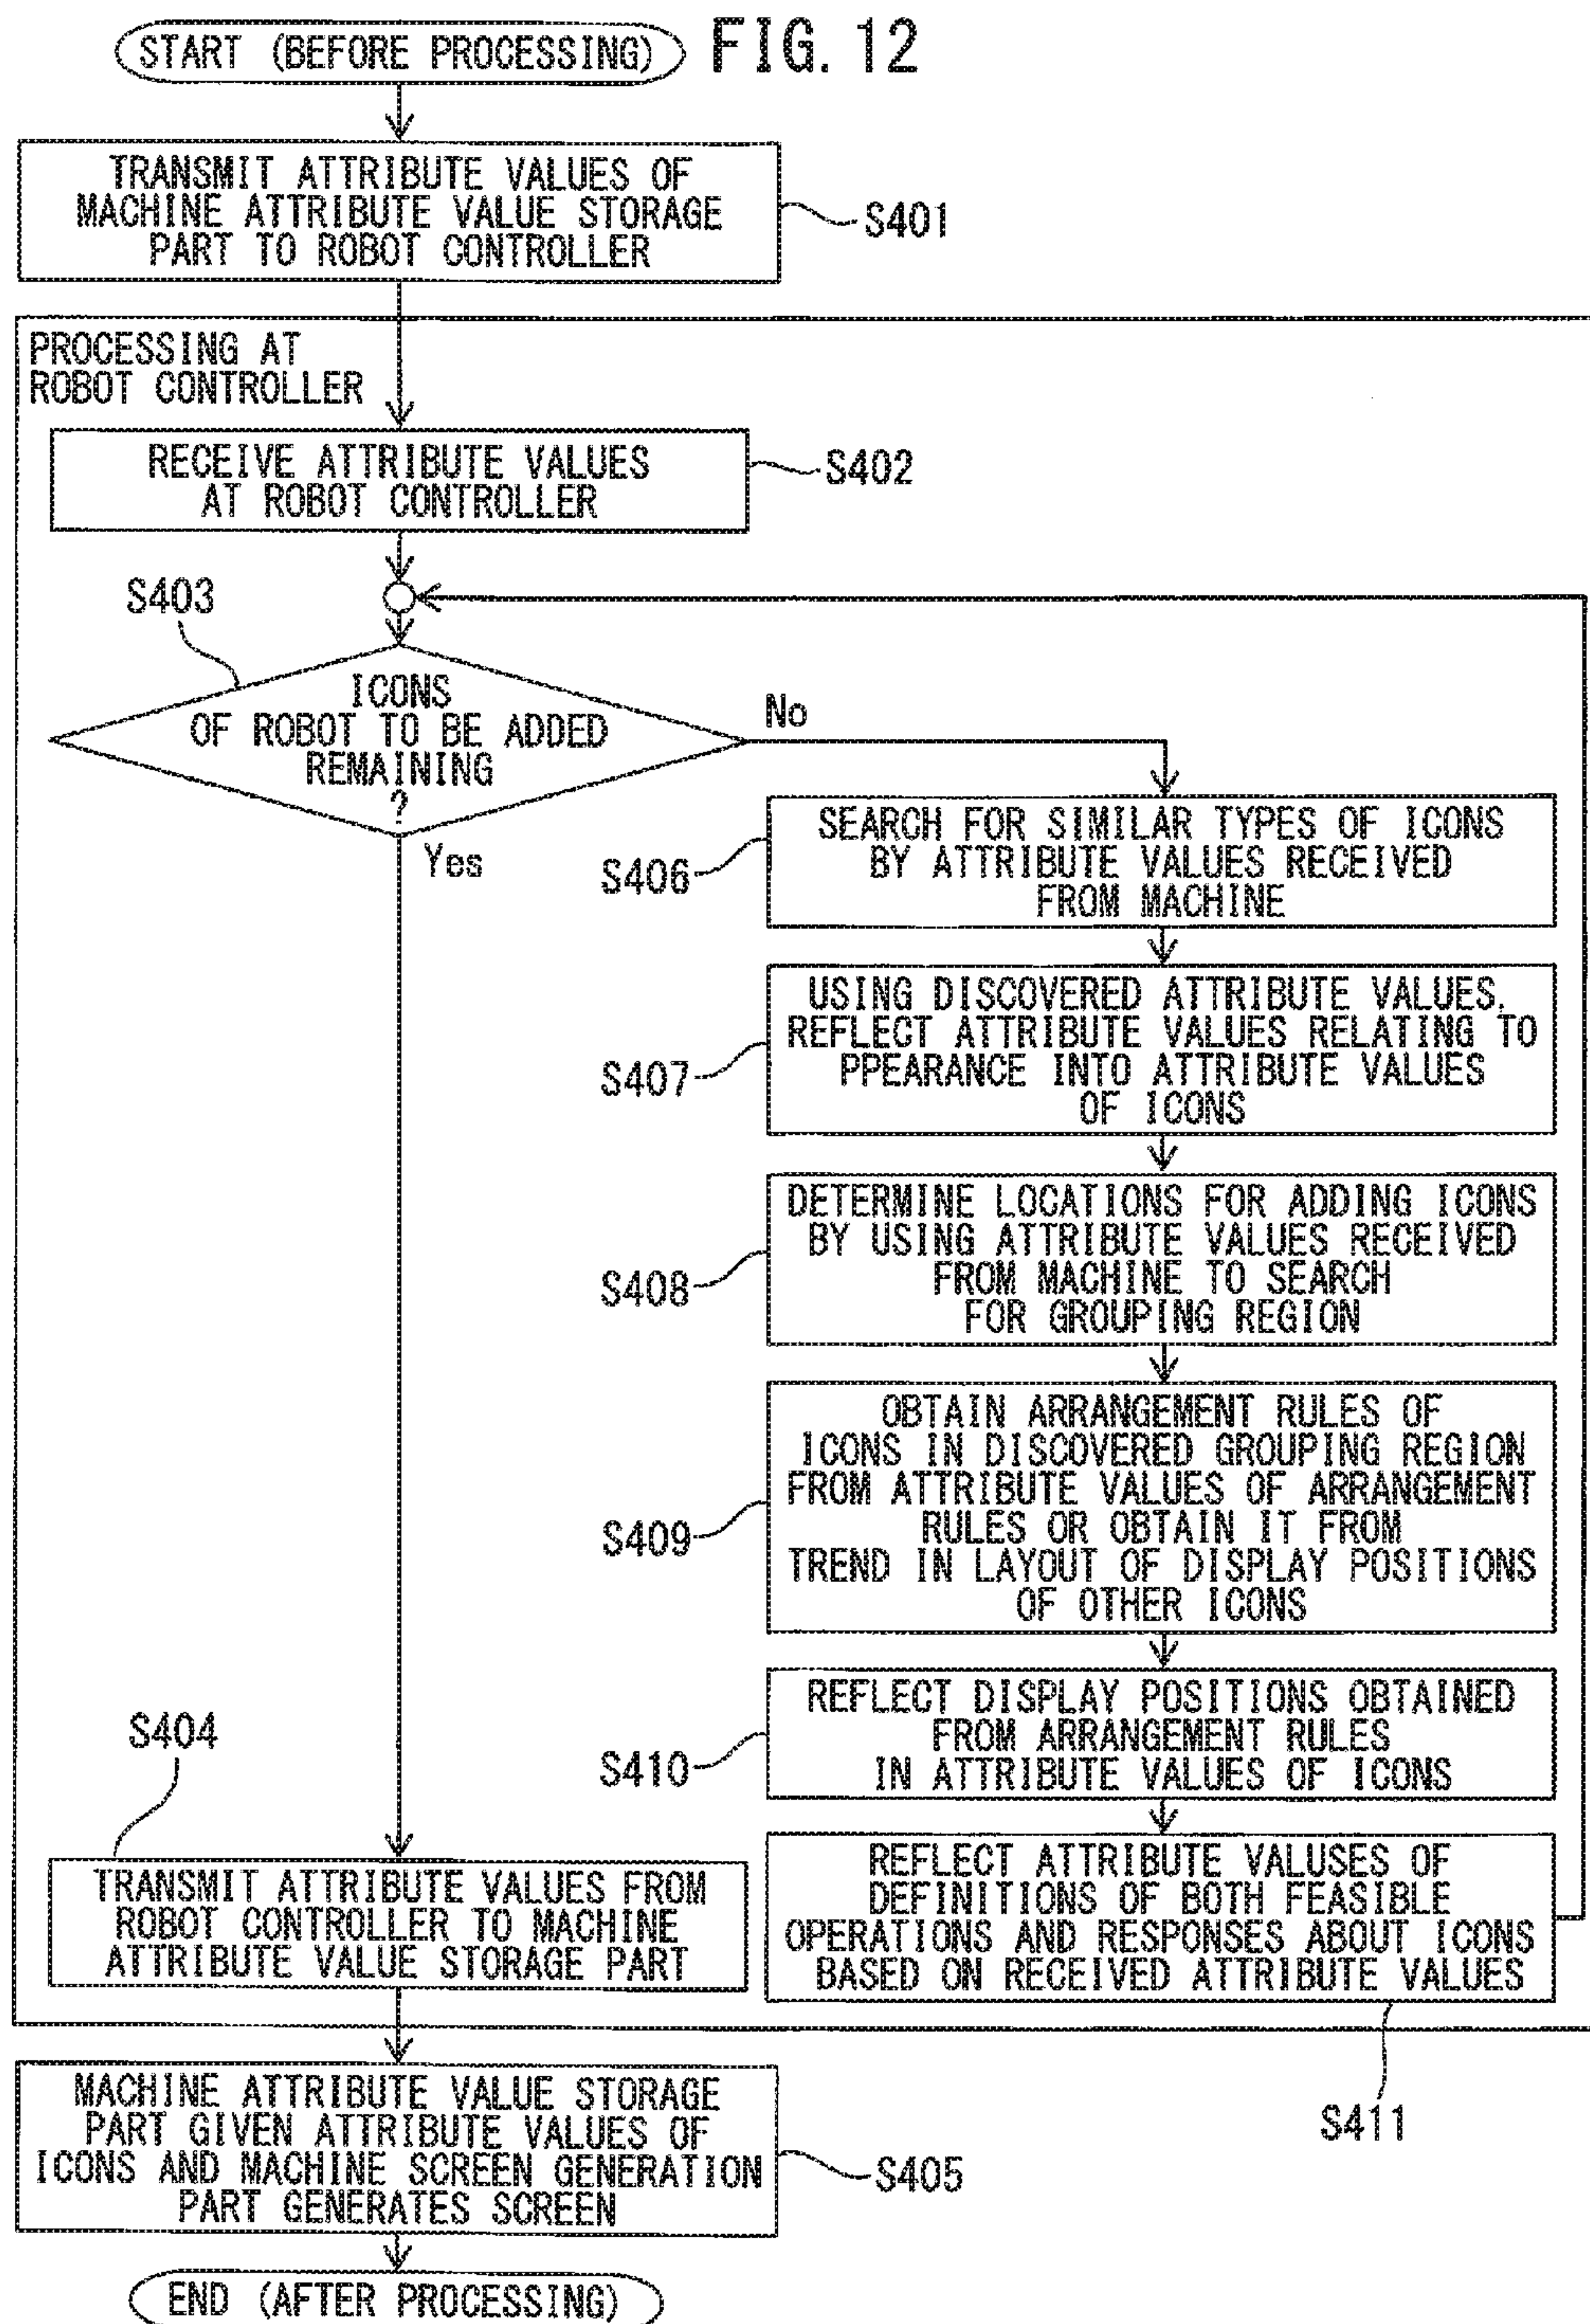 START (BEFORE PROCESSING)
FIG. 12
TRANSMIT ATTRIBUTE VALUES OF
MACHINE ATTRIBUTE VALUE STORAGE
PART TO ROBOT CONTROLLER
S401
PROCESSING AT
ROBOT CONTROLLER
RECEIVE ATTRIBUTE VALUES
AT ROBOT CONTROLLER
S402
S403
ICONS
OF ROBOT TO BE ADDED
REMAINING
?
No
Yes
SEARCH FOR SIMILAR TYPES OF ICONS
BY ATTRIBUTE VALUES RECEIVED
FROM MACHINE
S406
USING DISCOVERED ATTRIBUTE VALUES,
REFLECT ATTRIBUTE VALUES RELATING TO
PPEARANCE INTO ATTRIBUTE VALUES
OF ICONS
S407
DETERMINE LOCATIONS FOR ADDING ICONS
BY USING ATTRIBUTE VALUES RECEIVED
FROM MACHINE TO SEARCH
FOR GROUPING REGION
S408
OBTAIN ARRANGEMENT RULES OF
ICONS IN DISCOVERED GROUPING REGION
FROM ATTRIBUTE VALUES OF ARRANGEMENT
RULES OR OBTAIN IT FROM
TREND IN LAYOUT OF DISPLAY POSITIONS
OF OTHER ICONS
S409
REFLECT DISPLAY POSITIONS OBTAINED
FROM ARRANGEMENT RULES
IN ATTRIBUTE VALUES OF ICONS
S410
S404
TRANSMIT ATTRIBUTE VALUES FROM
ROBOT CONTROLLER TO MACHINE
ATTRIBUTE VALUE STORAGE PART
REFLECT ATTRIBUTE VALUSES OF
DEFINITIONS OF BOTH FEASIBLE
OPERATIONS AND RESPONSES ABOUT ICONS
BASED ON RECEIVED ATTRIBUTE VALUES
S411
MACHINE ATTRIBUTE VALUE STORAGE
PART GIVEN ATTRIBUTE VALUES OF
ICONS AND MACHINE SCREEN GENERATION
PART GENERATES SCREEN
S405
END (AFTER PROCESSING)